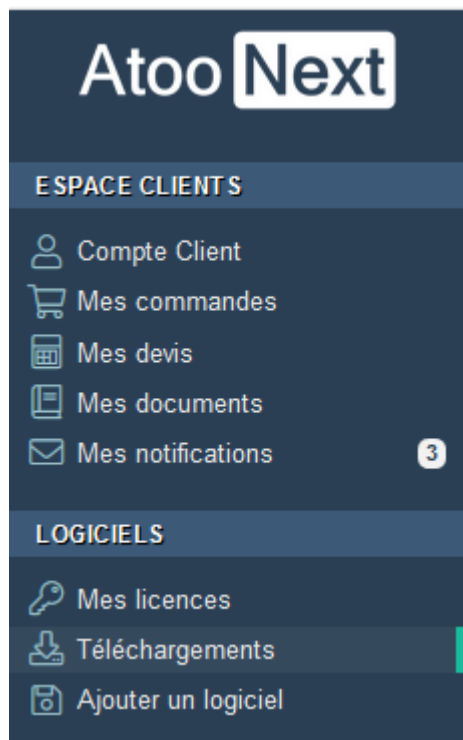 Atoo Next
ESPACE CLIENTS
Compte Client
Mes commandes
Mes devis
Mes documents
Mes notifications 3
LOGICIELS
Mes licences
Téléchargements
Ajouter un logiciel